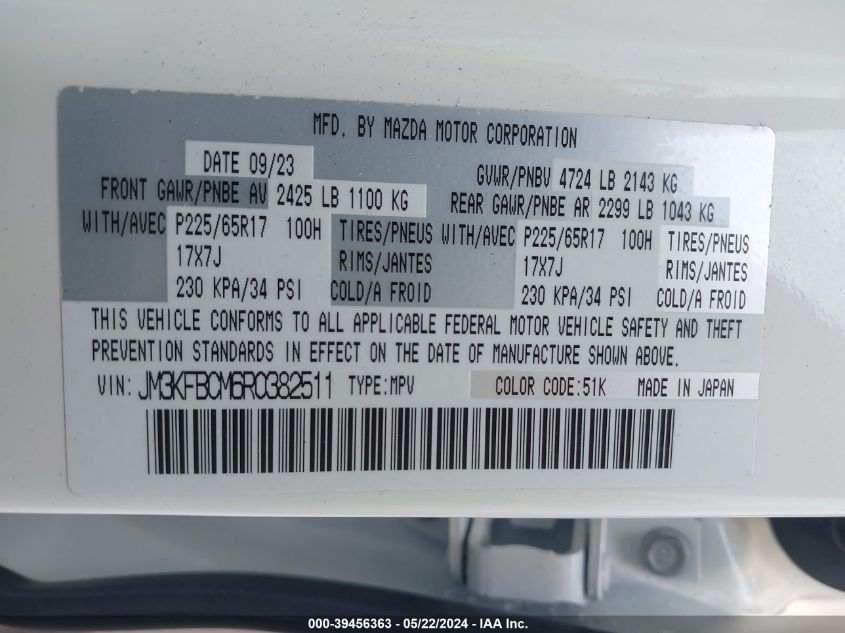 MFD. BY MAZDA MOTOR CORPORATION
DATE 09/23 GVWR/PNBV 4724 LB 2143 KG
FRONT GAWR/PNBE AV 2425 LB 1100 KG REAR GAWR/PNBE AR 2299 LB 1043 KG
WITH/AVEC P225/65R17 100H TIRES/PNEUS WITH/AVEC P225/65R17 100H TIRES/PNEUS
17X7J RIMS/JANTES 17X7J RIMS/JANTES
230 KPA/34 PSI COLD/A FROID 230 KPA/34 PSI COLD/A FROID
THIS VEHICLE CONFORMS TO ALL APPLICABLE FEDERAL MOTOR VEHICLE SAFETY AND THEFT
PREVENTION STANDARDS IN EFFECT ON THE DATE OF MANUFACTURE SHOWN ABOVE.
VIN: JM3KFBCM6R0382511 TYPE:MPV COLOR CODE:51K MADE IN JAPAN
000-39456363 - 05/22/2024 - IAA Inc.